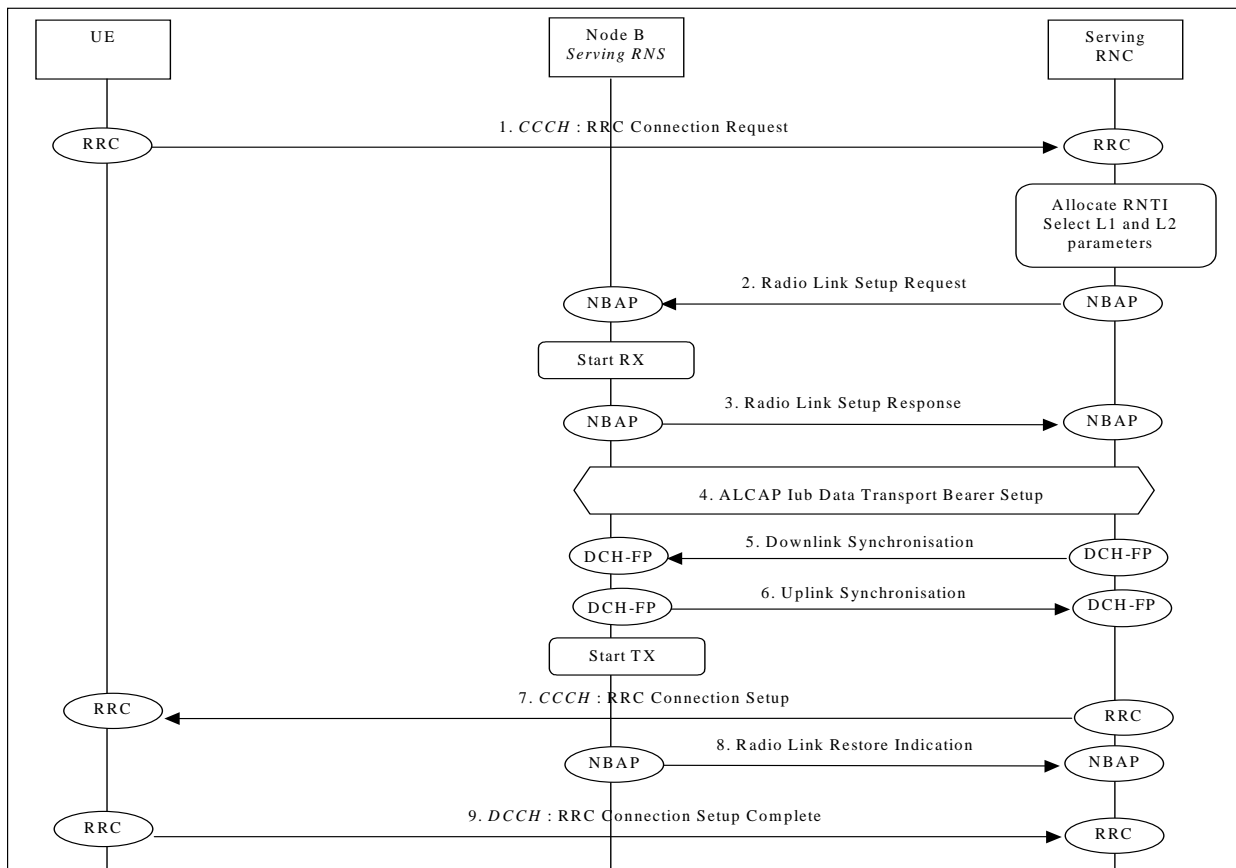 UE
Node B
Serving RNS
Serving
RNC
1. CCCH : RRC Connection Request
RRC
RRC
Allocate RNTI
Select L1 and L2
parameters
2. Radio Link Setup Request
NBAP
NBAP
Start RX
3. Radio Link Setup Response
NBAP
NBAP
4. ALCAP Iub Data Transport Bearer Setup
5. Downlink Synchronisation
DCH-FP
DCH-FP
6. Uplink Synchronisation
DCH-FP
DCH-FP
Start TX
7. CCCH : RRC Connection Setup
RRC
RRC
8. Radio Link Restore Indication
NBAP
NBAP
9. DCCH : RRC Connection Setup Complete
RRC
RRC